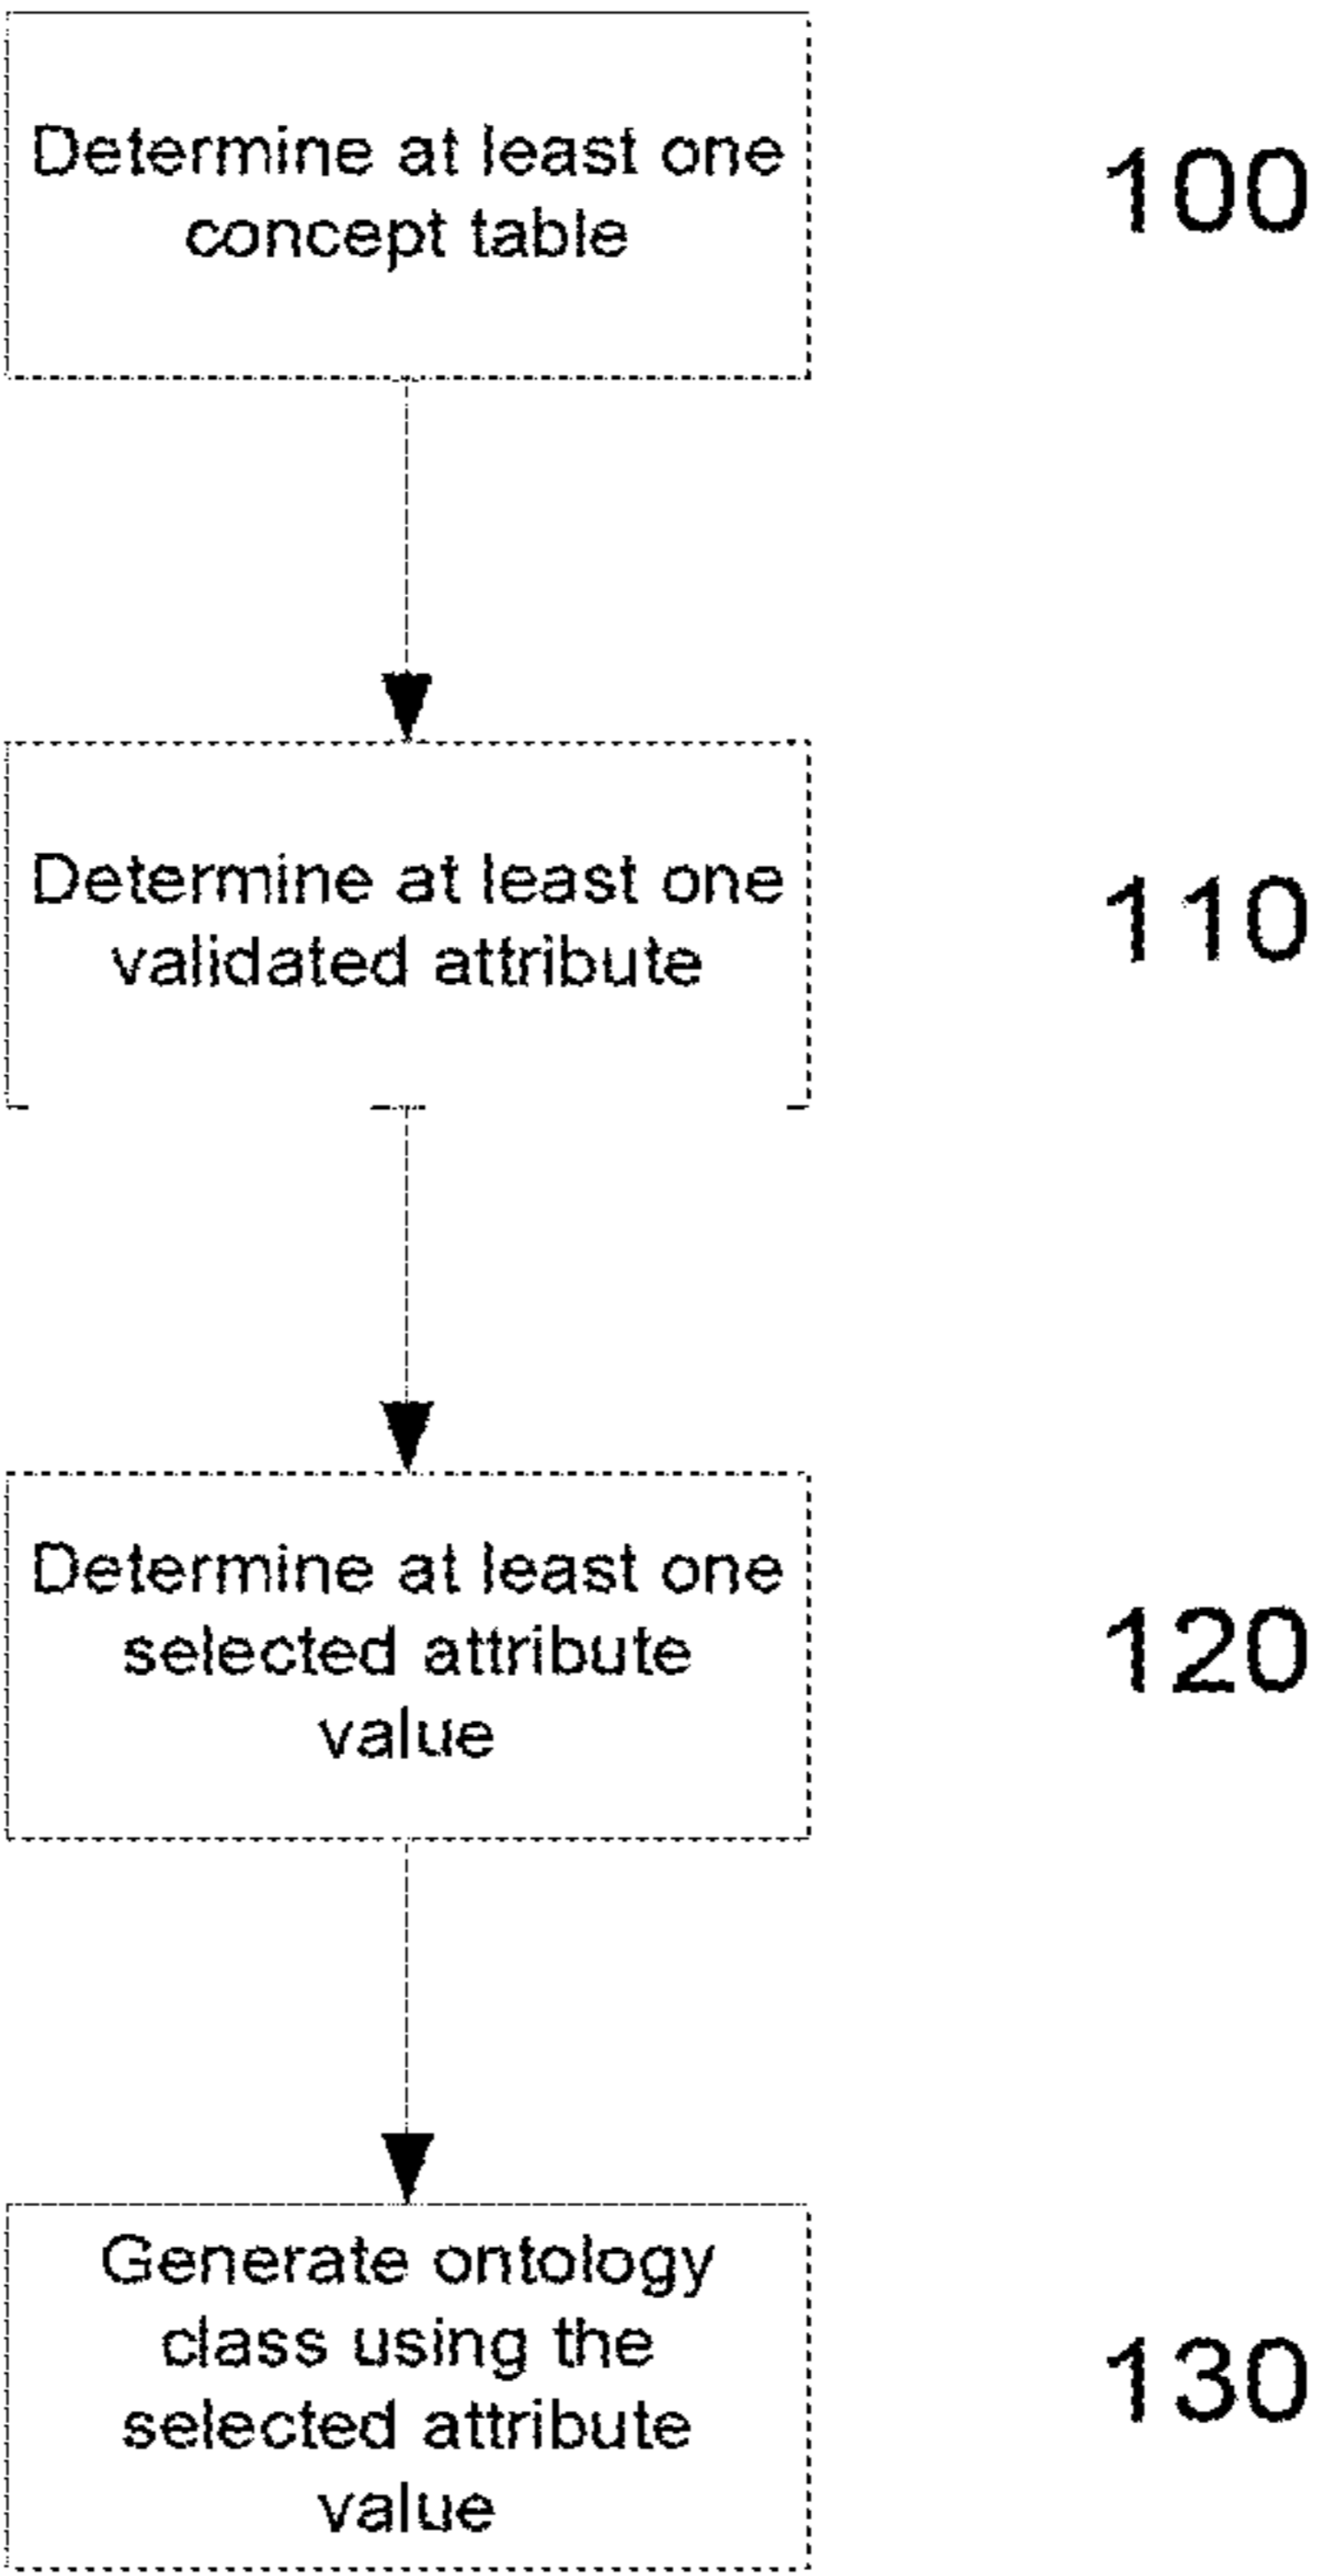 Determine at least one
concept table
100
Determine at least one
validated attribute
110
Determine at least one
selected attribute
value
120
Generate ontology
class using the
selected attribute
value
130